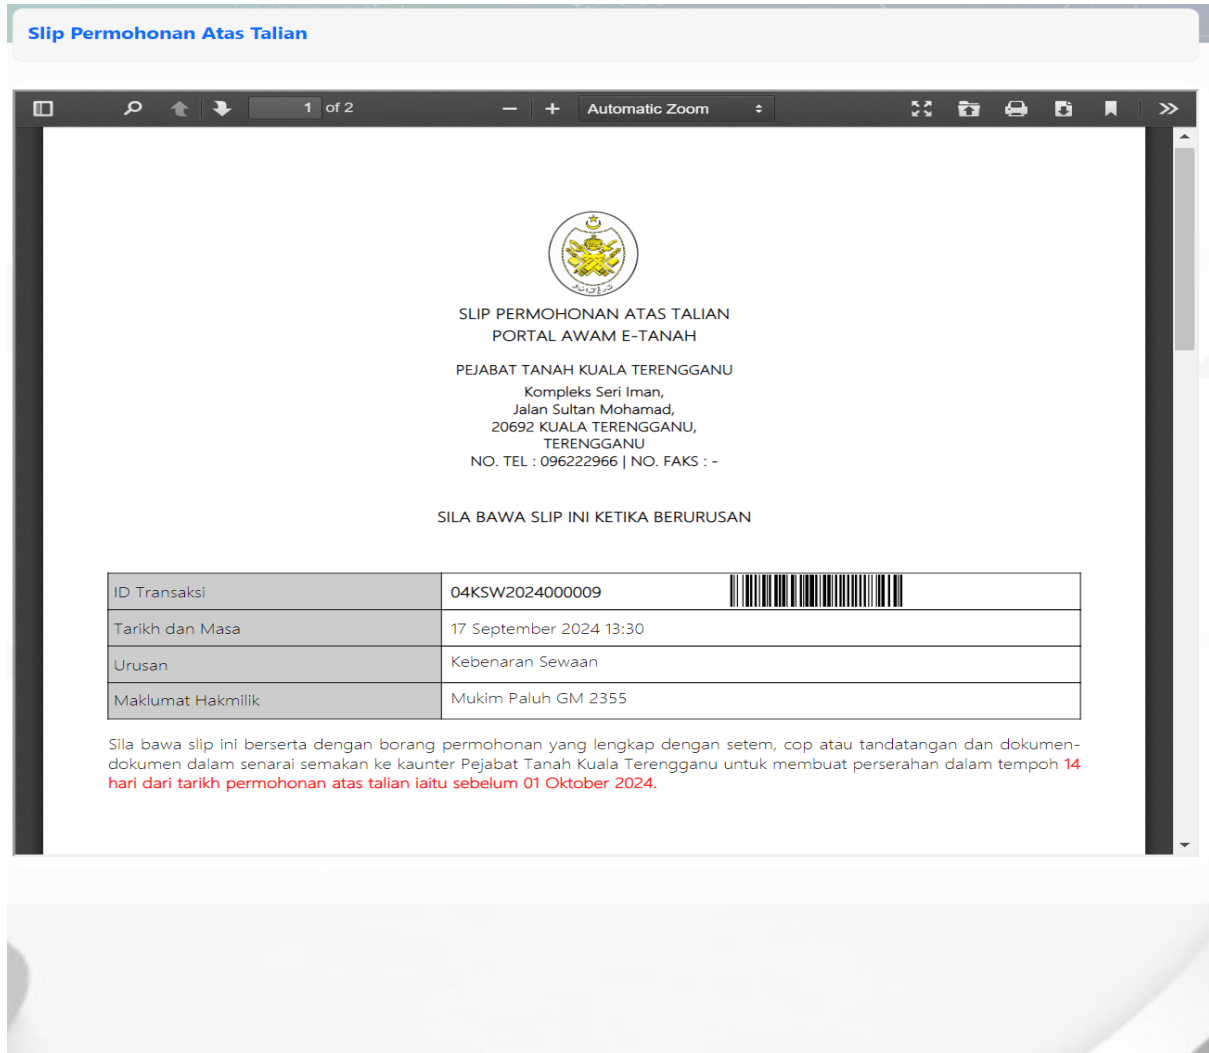 Slip Permohonan Atas Talian
1 of 2
Automatic Zoom
SLIP PERMOHONAN ATAS TALIAN
PORTAL AWAM E-TANAH
PEJABAT TANAH KUALA TERENGGANU
Kompleks Seri Iman,
Jalan Sultan Mohamad,
20692 KUALA TERENGGANU,
TERENGGANU
NO. TEL : 096222966 | NO. FAKS : -
SILA BAWA SLIP INI KETIKA BERURUSAN
ID Transaksi 04KSW2024000009
Tarikh dan Masa 17 September 2024 13:30
Urusan Kebenaran Sewaan
Maklumat Hakmilik Mukim Paluh GM 2355
Sila bawa slip ini berserta dengan borang permohonan yang lengkap dengan setem, cop atau tandatangan dan dokumen-
dokumen dalam senarai semakan ke kaunter Pejabat Tanah Kuala Terengganu untuk membuat perserahan dalam tempoh 14
hari dari tarikh permohonan atas talian iaitu sebelum 01 Oktober 2024.